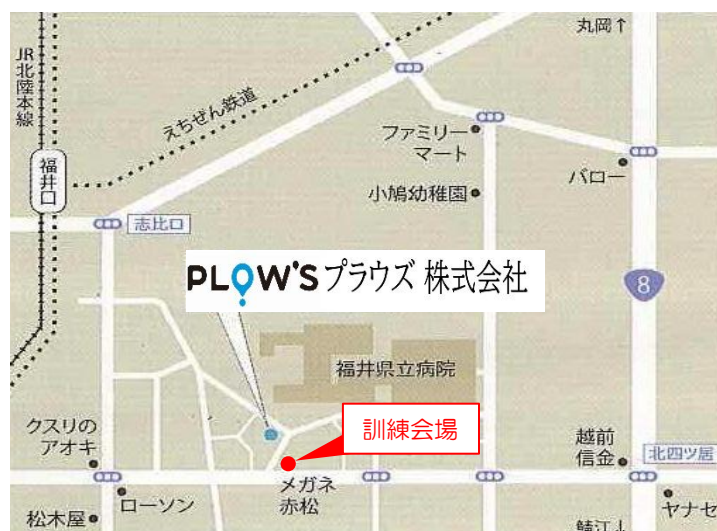 丸岡↑
JR北陸本線
えちぜん鉄道
ファミリー
マート
福井口
バロー
小鳩幼稚園
志比口
PLOW'S プラウズ 株式会社
8
福井県立病院
クスリの
アオキ
訓練会場
越前
信金
北四ツ居
メガネ
赤松
ローソン
ヤナセ
松木屋
鯖江↓